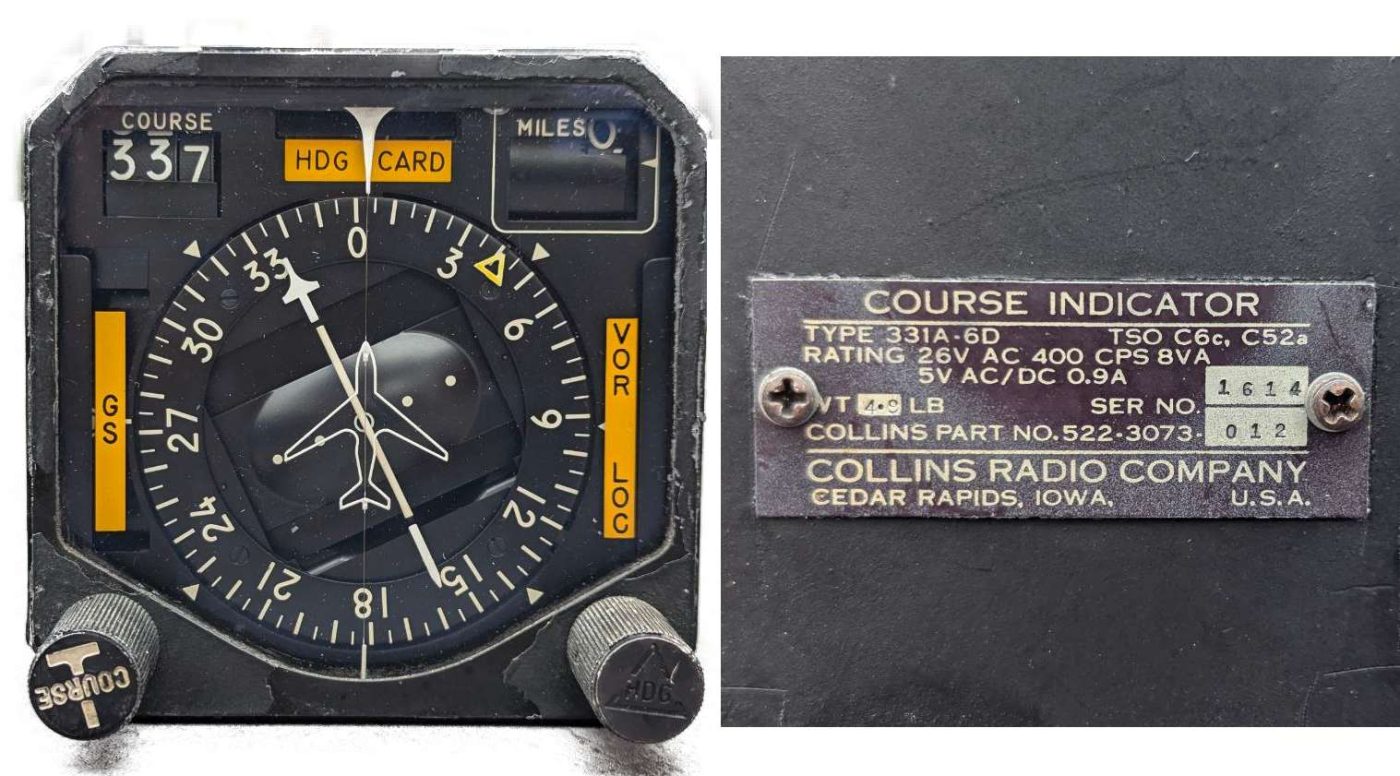 COURSE
337
HDG CARD
MILES
0
33
0
3
30
6
GS
VOR LOC
27
9
24
12
21
18
15
COURSE
HDG
COURSE INDICATOR
TYPE 331A-6D TSO C6c, C52a
RATING 26V AC 400 CPS 8VA
5V AC/DC 0.9A
WT 4.9 LB SER NO. 1614
COLLINS PART NO. 522-3073-012
COLLINS RADIO COMPANY
CEDAR RAPIDS, IOWA, U.S.A.